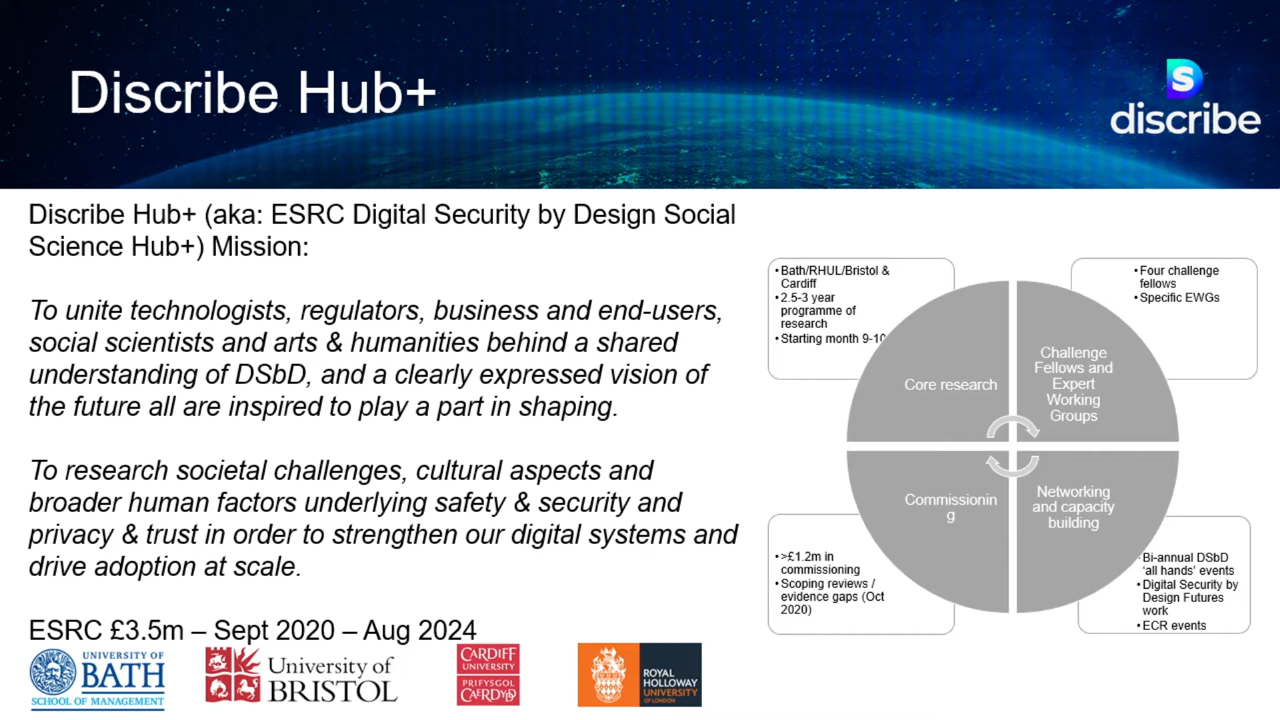 Discribe Hub+
DS
discribe
Discribe Hub+ (aka: ESRC Digital Security by Design Social
Science Hub+) Mission:
To unite technologists, regulators, business and end-users,
social scientists and arts & humanities behind a shared
understanding of DSbD, and a clearly expressed vision of
the future all are inspired to play a part in shaping.
To research societal challenges, cultural aspects and
broader human factors underlying safety & security and
privacy & trust in order to strengthen our digital systems and
drive adoption at scale.
ESRC £3.5m – Sept 2020 – Aug 2024
•Bath/RHUL/Bristol &
Cardiff
•2.5-3 year
programme of
research
•Starting month 9-10
•Four challenge
fellows
•Specific EWGs
Core research
Challenge
Fellows and
Expert
Working
Groups
Commissionin
g
Networking
and capacity
building
•>£1.2m in
commissioning
•Scoping reviews /
evidence gaps (Oct
2020)
•Bi-annual DSbD
‘all hands’ events
•Digital Security by
Design Futures
work
•ECR events
UNIVERSITY OF
BATH
SCHOOL OF MANAGEMENT
University of
BRISTOL
CARDIFF
UNIVERSITY
PRIFYSGOL
CAERDYDD
ROYAL
HOLLOWAY
UNIVERSITY
OF LONDON